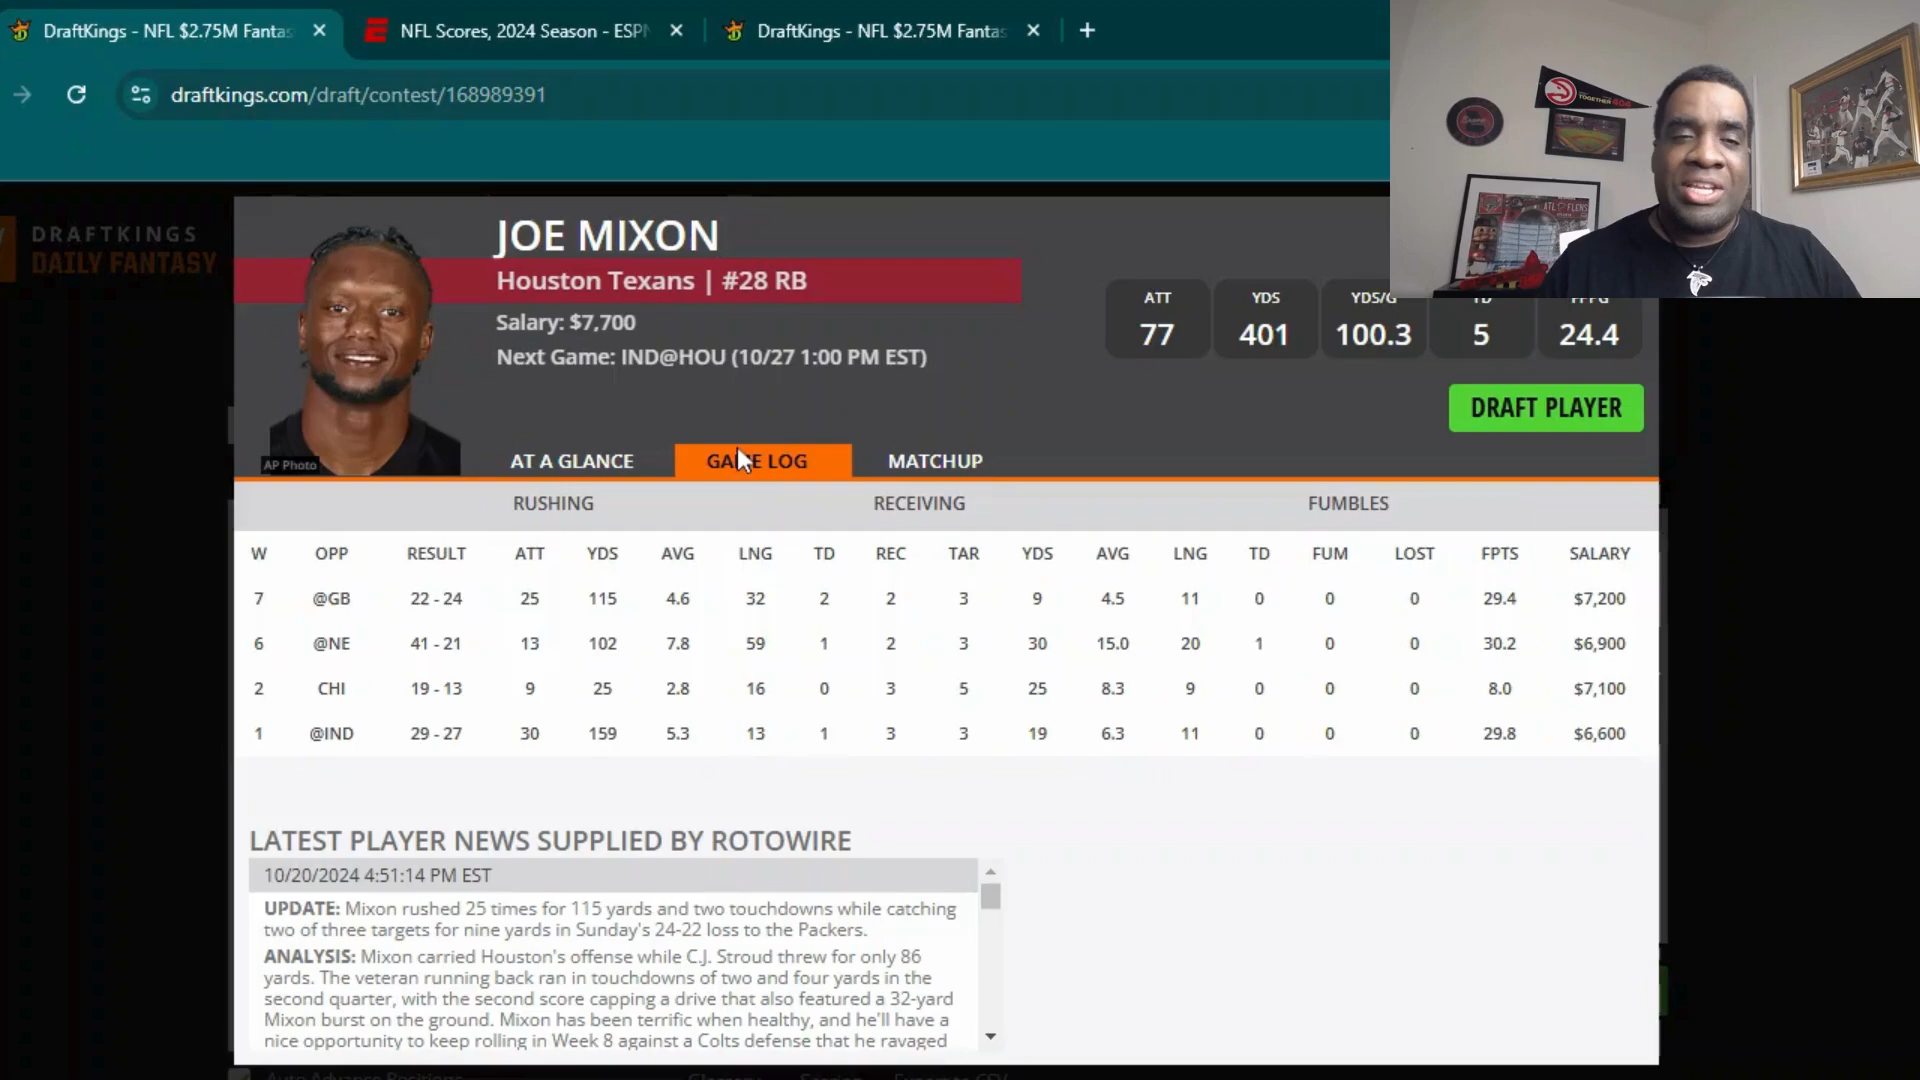 DraftKings - NFL $2.75M Fantas
NFL Scores, 2024 Season - ESPN
DraftKings - NFL $2.75M Fantas
draftkings.com/draft/contest/168989391
DRAFTKINGS
DAILY FANTASY
JOE MIXON
Houston Texans | #28 RB
Salary: $7,700
Next Game: IND@HOU (10/27 1:00 PM EST)
ATT YDS YDS/G TD FPPG
77 401 100.3 5 24.4
DRAFT PLAYER
AP Photo
AT A GLANCE GAME LOG MATCHUP
RUSHING RECEIVING FUMBLES
W OPP RESULT ATT YDS AVG LNG TD REC TAR YDS AVG LNG TD FUM LOST FPTS SALARY
7 @GB 22 - 24 25 115 4.6 32 2 2 3 9 4.5 11 0 0 0 29.4 $7,200
6 @NE 41 - 21 13 102 7.8 59 1 2 3 30 15.0 20 1 0 0 30.2 $6,900
2 CHI 19 - 13 9 25 2.8 16 0 3 5 25 8.3 9 0 0 0 8.0 $7,100
1 @IND 29 - 27 30 159 5.3 13 1 3 3 19 6.3 11 0 0 0 29.8 $6,600
LATEST PLAYER NEWS SUPPLIED BY ROTOWIRE
10/20/2024 4:51:14 PM EST
UPDATE: Mixon rushed 25 times for 115 yards and two touchdowns while catching
two of three targets for nine yards in Sunday's 24-22 loss to the Packers.
ANALYSIS: Mixon carried Houston's offense while C.J. Stroud threw for only 86
yards. The veteran running back ran in touchdowns of two and four yards in the
second quarter, with the second score capping a drive that also featured a 32-yard
Mixon burst on the ground. Mixon has been terrific when healthy, and he'll have a
nice opportunity to keep rolling in Week 8 against a Colts defense that he ravaged